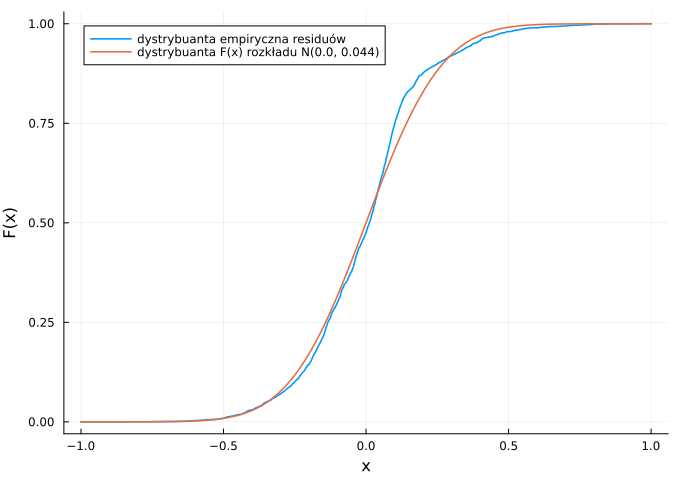 dystrybuanta empiryczna residuów
dystrybuanta F(x) rozkładu N(0.0, 0.044)
F(x)
1.00
0.75
0.50
0.25
0.00
−1.0 −0.5 0.0 0.5 1.0
x